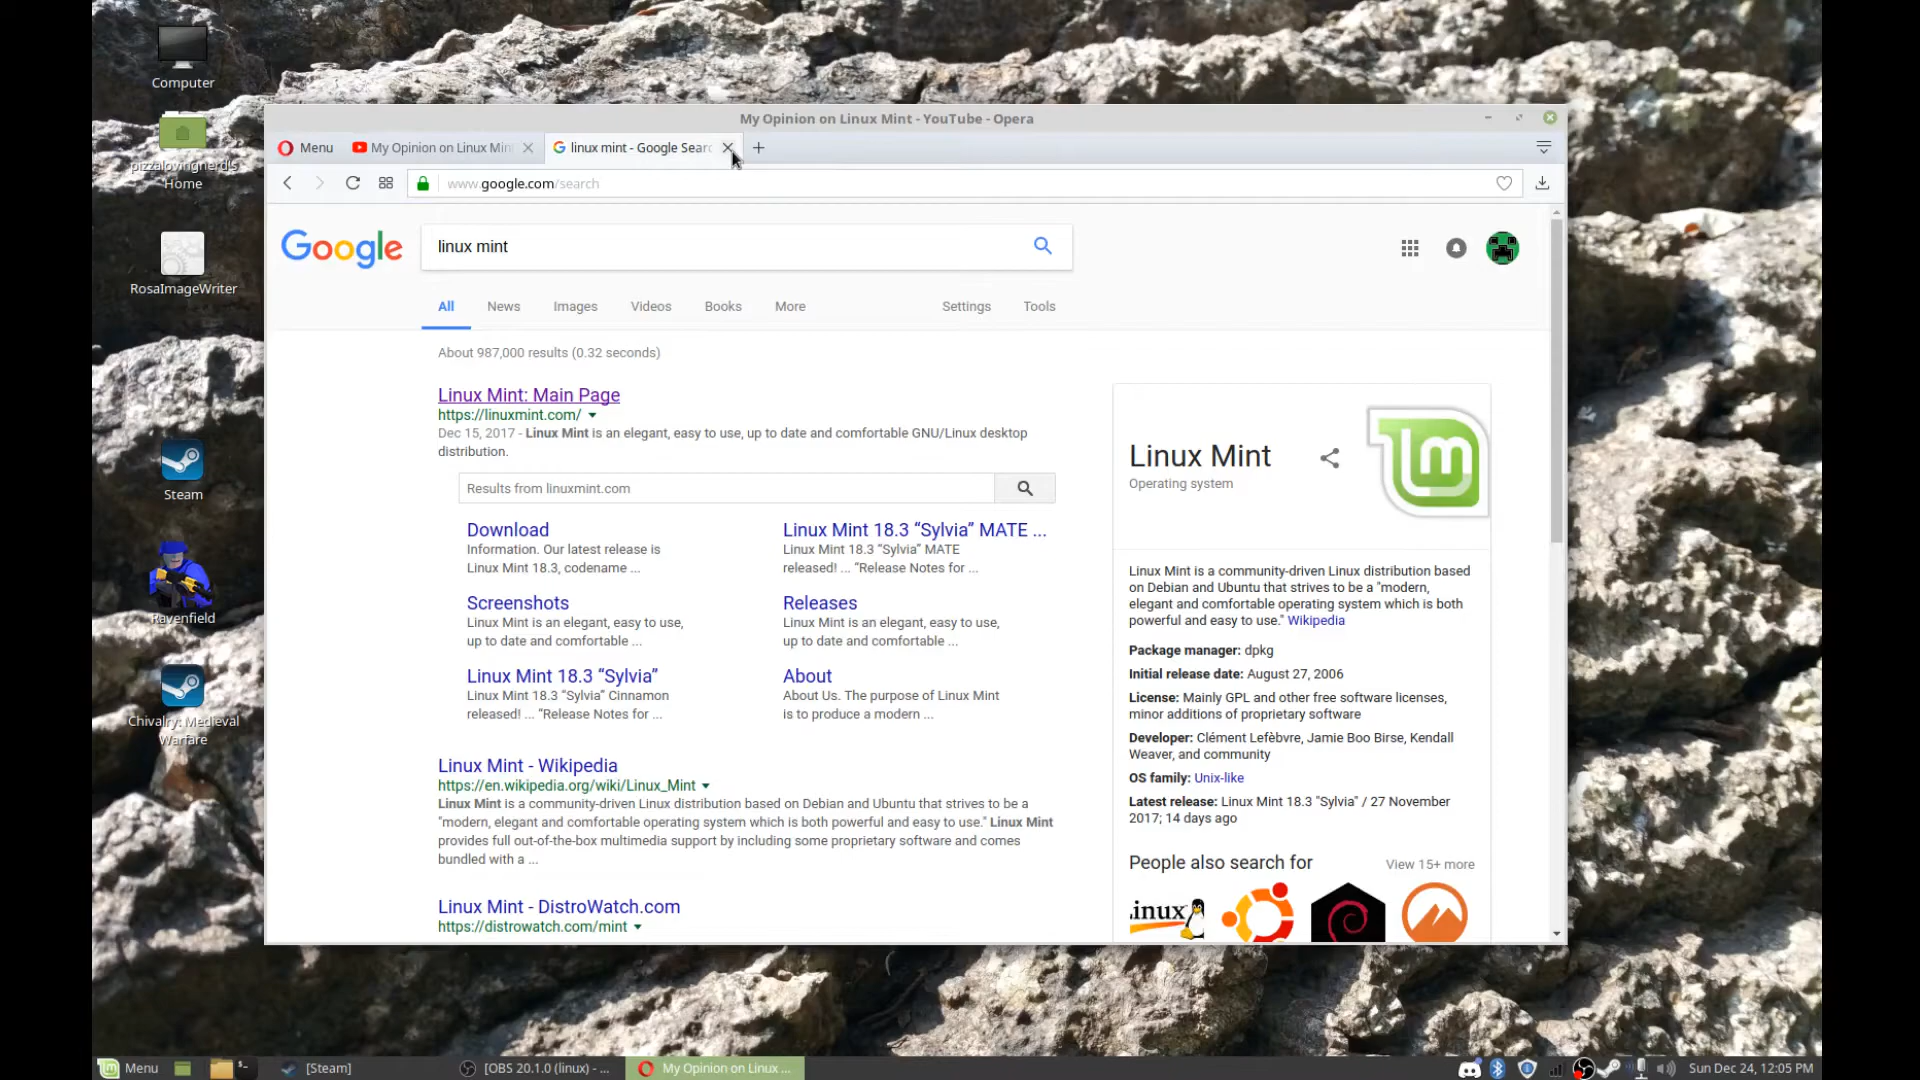 Computer
pizzalovingnerd's
Home
RosaImageWriter
Steam
Ravenfield
Chivalry: Medieval
Warfare
My Opinion on Linux Mint - YouTube - Opera
Menu
My Opinion on Linux Min
linux mint - Google Searc
www.google.com/search
Google
linux mint
All
News
Images
Videos
Books
More
Settings
Tools
About 987,000 results (0.32 seconds)
Linux Mint: Main Page
https://linuxmint.com/
Dec 15, 2017 - Linux Mint is an elegant, easy to use, up to date and comfortable GNU/Linux desktop
distribution.
Results from linuxmint.com
Download
Information. Our latest release is
Linux Mint 18.3, codename ...
Linux Mint 18.3 “Sylvia” MATE ...
Linux Mint 18.3 “Sylvia” MATE
released! ... “Release Notes for ...
Screenshots
Linux Mint is an elegant, easy to use,
up to date and comfortable ...
Releases
Linux Mint is an elegant, easy to use,
up to date and comfortable ...
Linux Mint 18.3 “Sylvia”
Linux Mint 18.3 “Sylvia” Cinnamon
released! ... “Release Notes for ...
About
About Us. The purpose of Linux Mint
is to produce a modern ...
Linux Mint - Wikipedia
https://en.wikipedia.org/wiki/Linux_Mint
Linux Mint is a community-driven Linux distribution based on Debian and Ubuntu that strives to be a
"modern, elegant and comfortable operating system which is both powerful and easy to use." Linux Mint
provides full out-of-the-box multimedia support by including some proprietary software and comes
bundled with a ...
Linux Mint - DistroWatch.com
https://distrowatch.com/mint
Linux Mint
Operating system
lm
Linux Mint is a community-driven Linux distribution based
on Debian and Ubuntu that strives to be a "modern,
elegant and comfortable operating system which is both
powerful and easy to use." Wikipedia
Package manager: dpkg
Initial release date: August 27, 2006
License: Mainly GPL and other free software licenses,
minor additions of proprietary software
Developer: Clément Lefèbvre, Jamie Boo Birse, Kendall
Weaver, and community
OS family: Unix-like
Latest release: Linux Mint 18.3 "Sylvia" / 27 November
2017; 14 days ago
People also search for
View 15+ more
inux
Menu
[Steam]
[OBS 20.1.0 (linux) - ...
My Opinion on Linux ...
Sun Dec 24, 12:05 PM